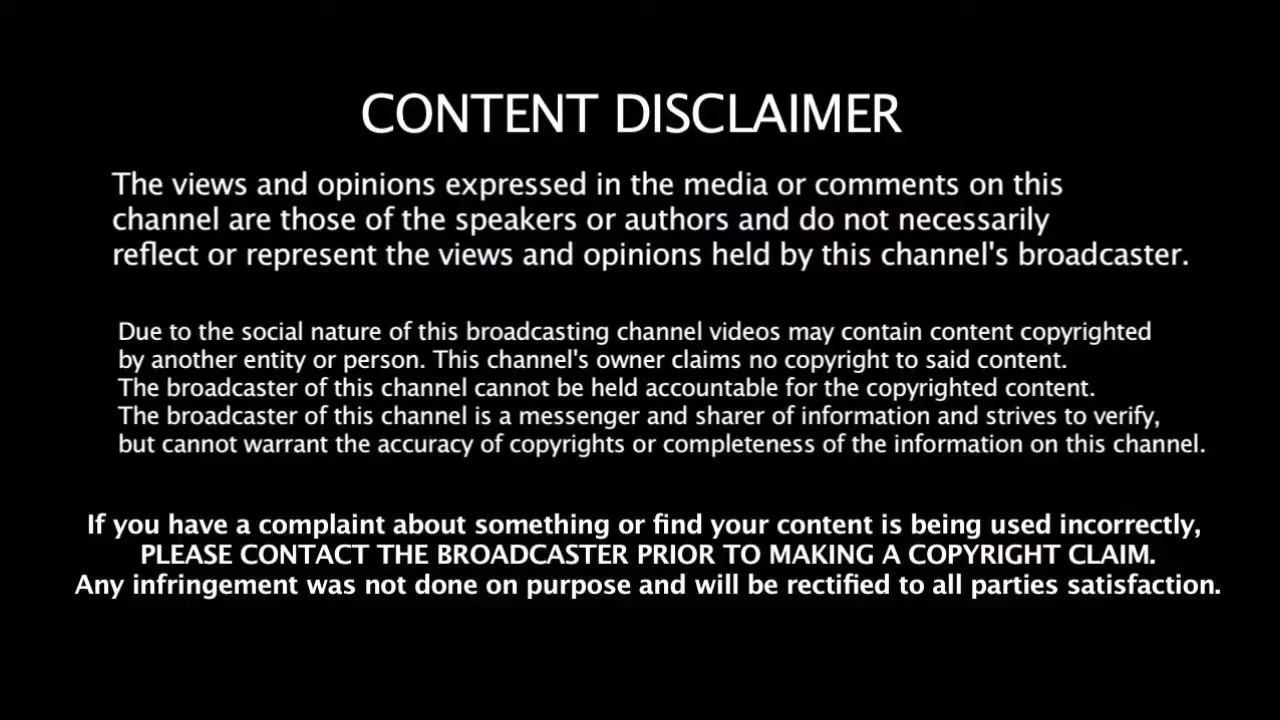 CONTENT DISCLAIMER
The views and opinions expressed in the media or comments on this
channel are those of the speakers or authors and do not necessarily
reflect or represent the views and opinions held by this channel's broadcaster.
Due to the social nature of this broadcasting channel videos may contain content copyrighted
by another entity or person. This channel's owner claims no copyright to said content.
The broadcaster of this channel cannot be held accountable for the copyrighted content.
The broadcaster of this channel is a messenger and sharer of information and strives to verify,
but cannot warrant the accuracy of copyrights or completeness of the information on this channel.
If you have a complaint about something or find your content is being used incorrectly,
PLEASE CONTACT THE BROADCASTER PRIOR TO MAKING A COPYRIGHT CLAIM.
Any infringement was not done on purpose and will be rectified to all parties satisfaction.